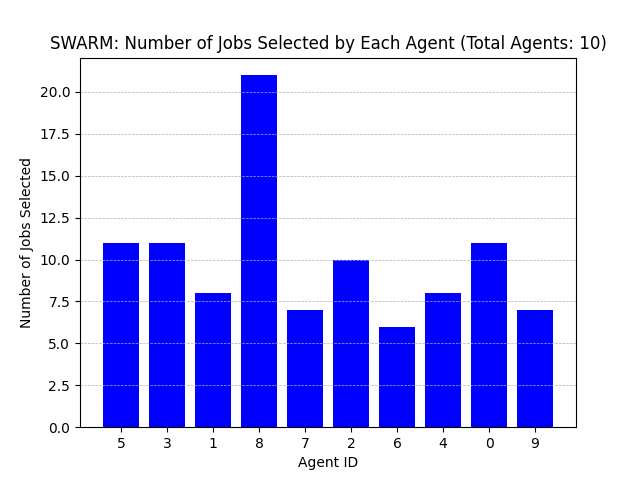 SWARM: Number of Jobs Selected by Each Agent (Total Agents: 10)
Number of Jobs Selected
20.0
17.5
15.0
12.5
10.0
7.5
5.0
2.5
0.0
5 3 1 8 7 2 6 4 0 9
Agent ID